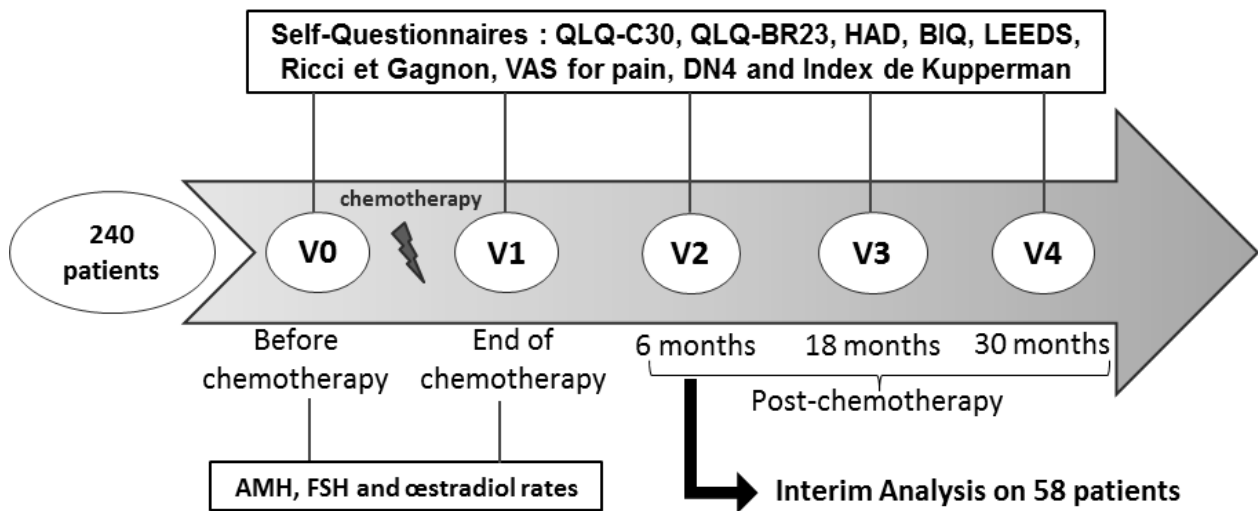 Self-Questionnaires : QLQ-C30, QLQ-BR23, HAD, BIQ, LEEDS,
Ricci et Gagnon, VAS for pain, DN4 and Index de Kupperman
chemotherapy
240
patients
V0
V1
V2
V3
V4
Before
chemotherapy
End of
chemotherapy
6 months
18 months
30 months
Post-chemotherapy
AMH, FSH and œstradiol rates
Interim Analysis on 58 patients